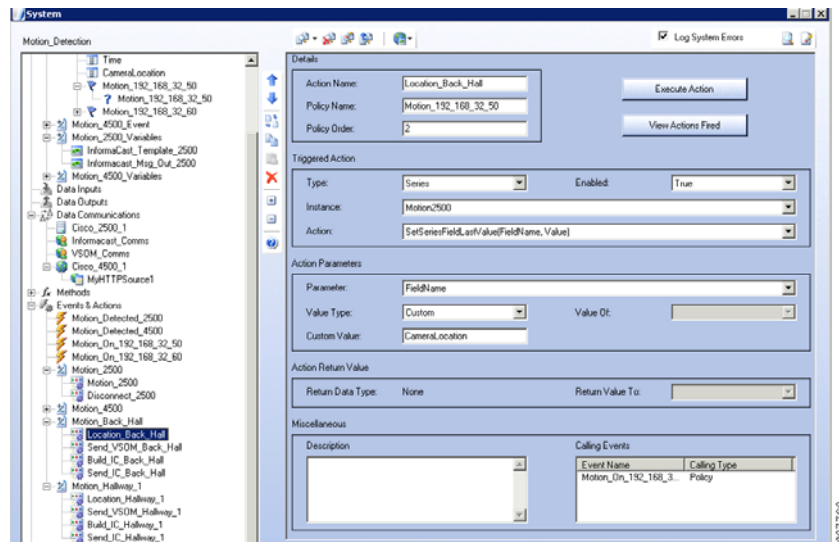 System
Motion_Detection
Log System Errors
Time
CameraLocation
Motion_192_168_32_50
Motion_192_168_32_50
Motion_192_168_32_60
Motion_4500_Event
Motion_2500_Variables
InformaCast_Template_2500
Informacast_Msg_Out_2500
Motion_4500_Variables
Data Inputs
Data Outputs
Data Communications
Cisco_2500_1
Informacast_Comms
VSOM_Comms
Cisco_4500_1
MyHTTPSource1
Methods
Events & Actions
Motion_Detected_2500
Motion_Detected_4500
Motion_On_192_168_32_50
Motion_On_192_168_32_60
Motion_2500
Motion_2500
Disconnect_2500
Motion_4500
Motion_Back_Hall
Location_Back_Hall
Send_VSOM_Back_Hall
Build_IC_Back_Hall
Send_IC_Back_Hall
Motion_Hallway_1
Location_Hallway_1
Send_VSOM_Hallway_1
Build_IC_Hallway_1
Send_IC_Hallway_1
Details
Action Name: Location_Back_Hall
Execute Action
Policy Name: Motion_192_168_32_50
Policy Order: 2
View Actions Fired
Triggered Action
Type: Series Enabled: True
Instance: Motion2500
Action: SetSeriesFieldLastValue(FieldName, Value)
Action Parameters
Parameter: FieldName
Value Type: Custom Value Of:
Custom Value: CameraLocation
Action Return Value
Return Data Type: None Return Value To:
Miscellaneous
Description
Calling Events
Event Name Calling Type
Motion_On_192_168_3... Policy